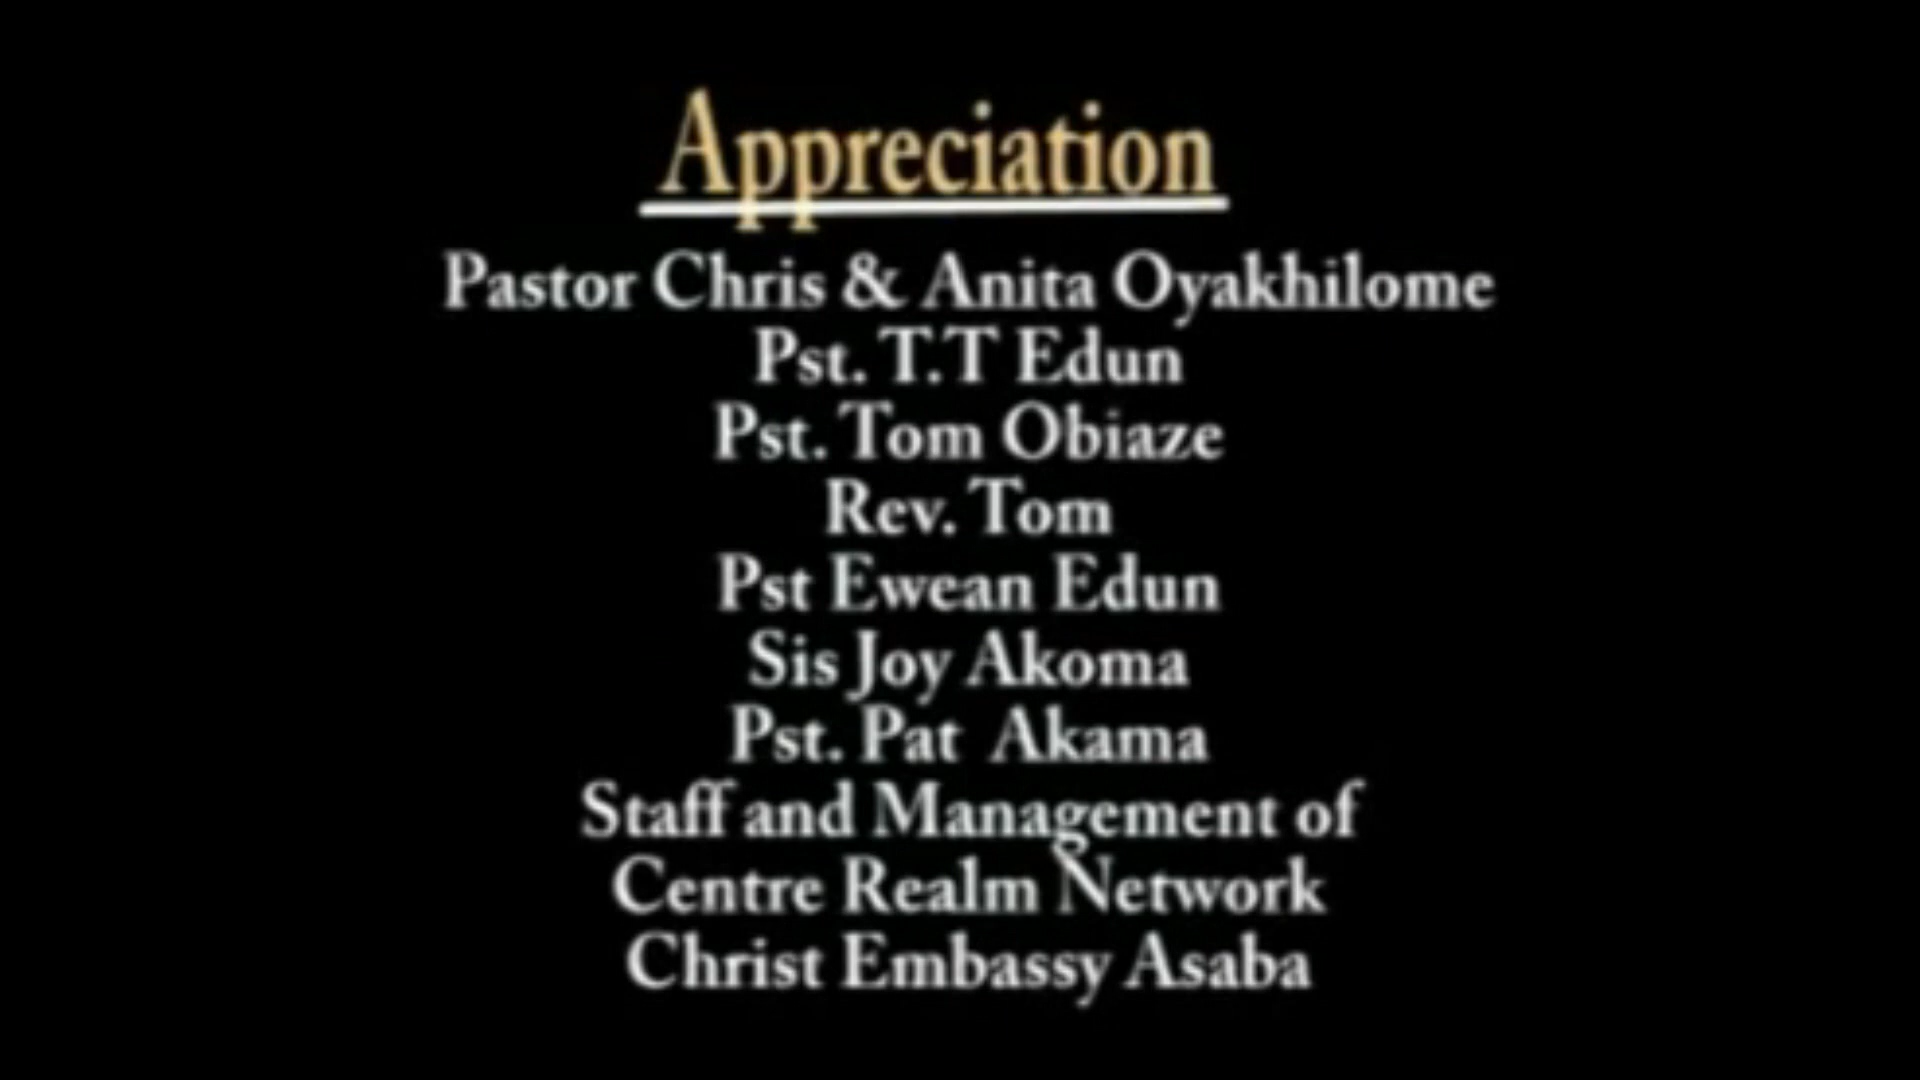 Appreciation
Pastor Chris & Anita Oyakhilome
Pst. T.T Edun
Pst. Tom Obiaze
Rev. Tom
Pst Ewean Edun
Sis Joy Akoma
Pst. Pat Akama
Staff and Management of
Centre Realm Network
Christ Embassy Asaba